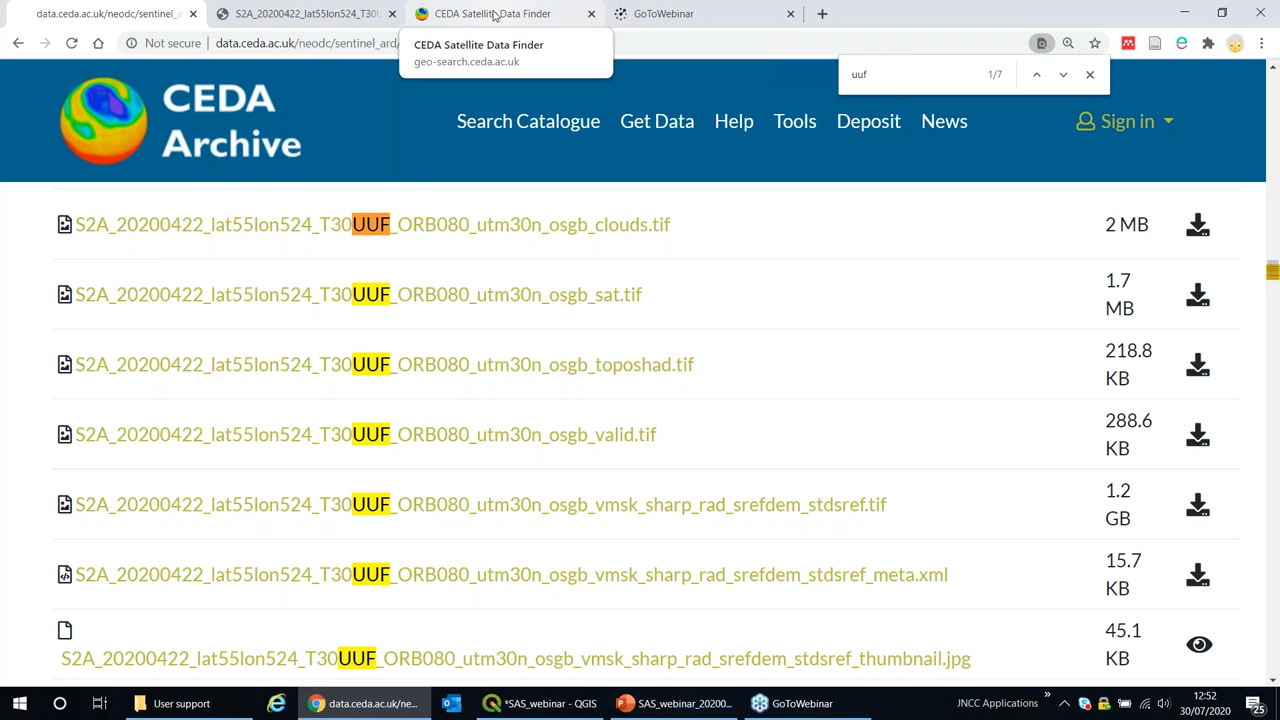 data.ceda.ac.uk/neodc/sentinel_ar
S2A_20200422_lat55lon524_T30U
CEDA Satellite Data Finder
GoToWebinar
Not secure
data.ceda.ac.uk/neodc/sentinel_ard/
CEDA Satellite Data Finder
geo-search.ceda.ac.uk
uuf
1/7
CEDA
Archive
Search Catalogue
Get Data
Help
Tools
Deposit
News
Sign in
S2A_20200422_lat55lon524_T30UUF_ORB080_utm30n_osgb_clouds.tif
2 MB
S2A_20200422_lat55lon524_T30UUF_ORB080_utm30n_osgb_sat.tif
1.7
MB
S2A_20200422_lat55lon524_T30UUF_ORB080_utm30n_osgb_toposhad.tif
218.8
KB
S2A_20200422_lat55lon524_T30UUF_ORB080_utm30n_osgb_valid.tif
288.6
KB
S2A_20200422_lat55lon524_T30UUF_ORB080_utm30n_osgb_vmsk_sharp_rad_srefdem_stdsref.tif
1.2
GB
S2A_20200422_lat55lon524_T30UUF_ORB080_utm30n_osgb_vmsk_sharp_rad_srefdem_stdsref_meta.xml
15.7
KB
S2A_20200422_lat55lon524_T30UUF_ORB080_utm30n_osgb_vmsk_sharp_rad_srefdem_stdsref_thumbnail.jpg
45.1
KB
User support
data.ceda.ac.uk/ne...
*SAS_webinar - QGIS
SAS_webinar_20200...
GoToWebinar
JNCC Applications
12:52
30/07/2020
25